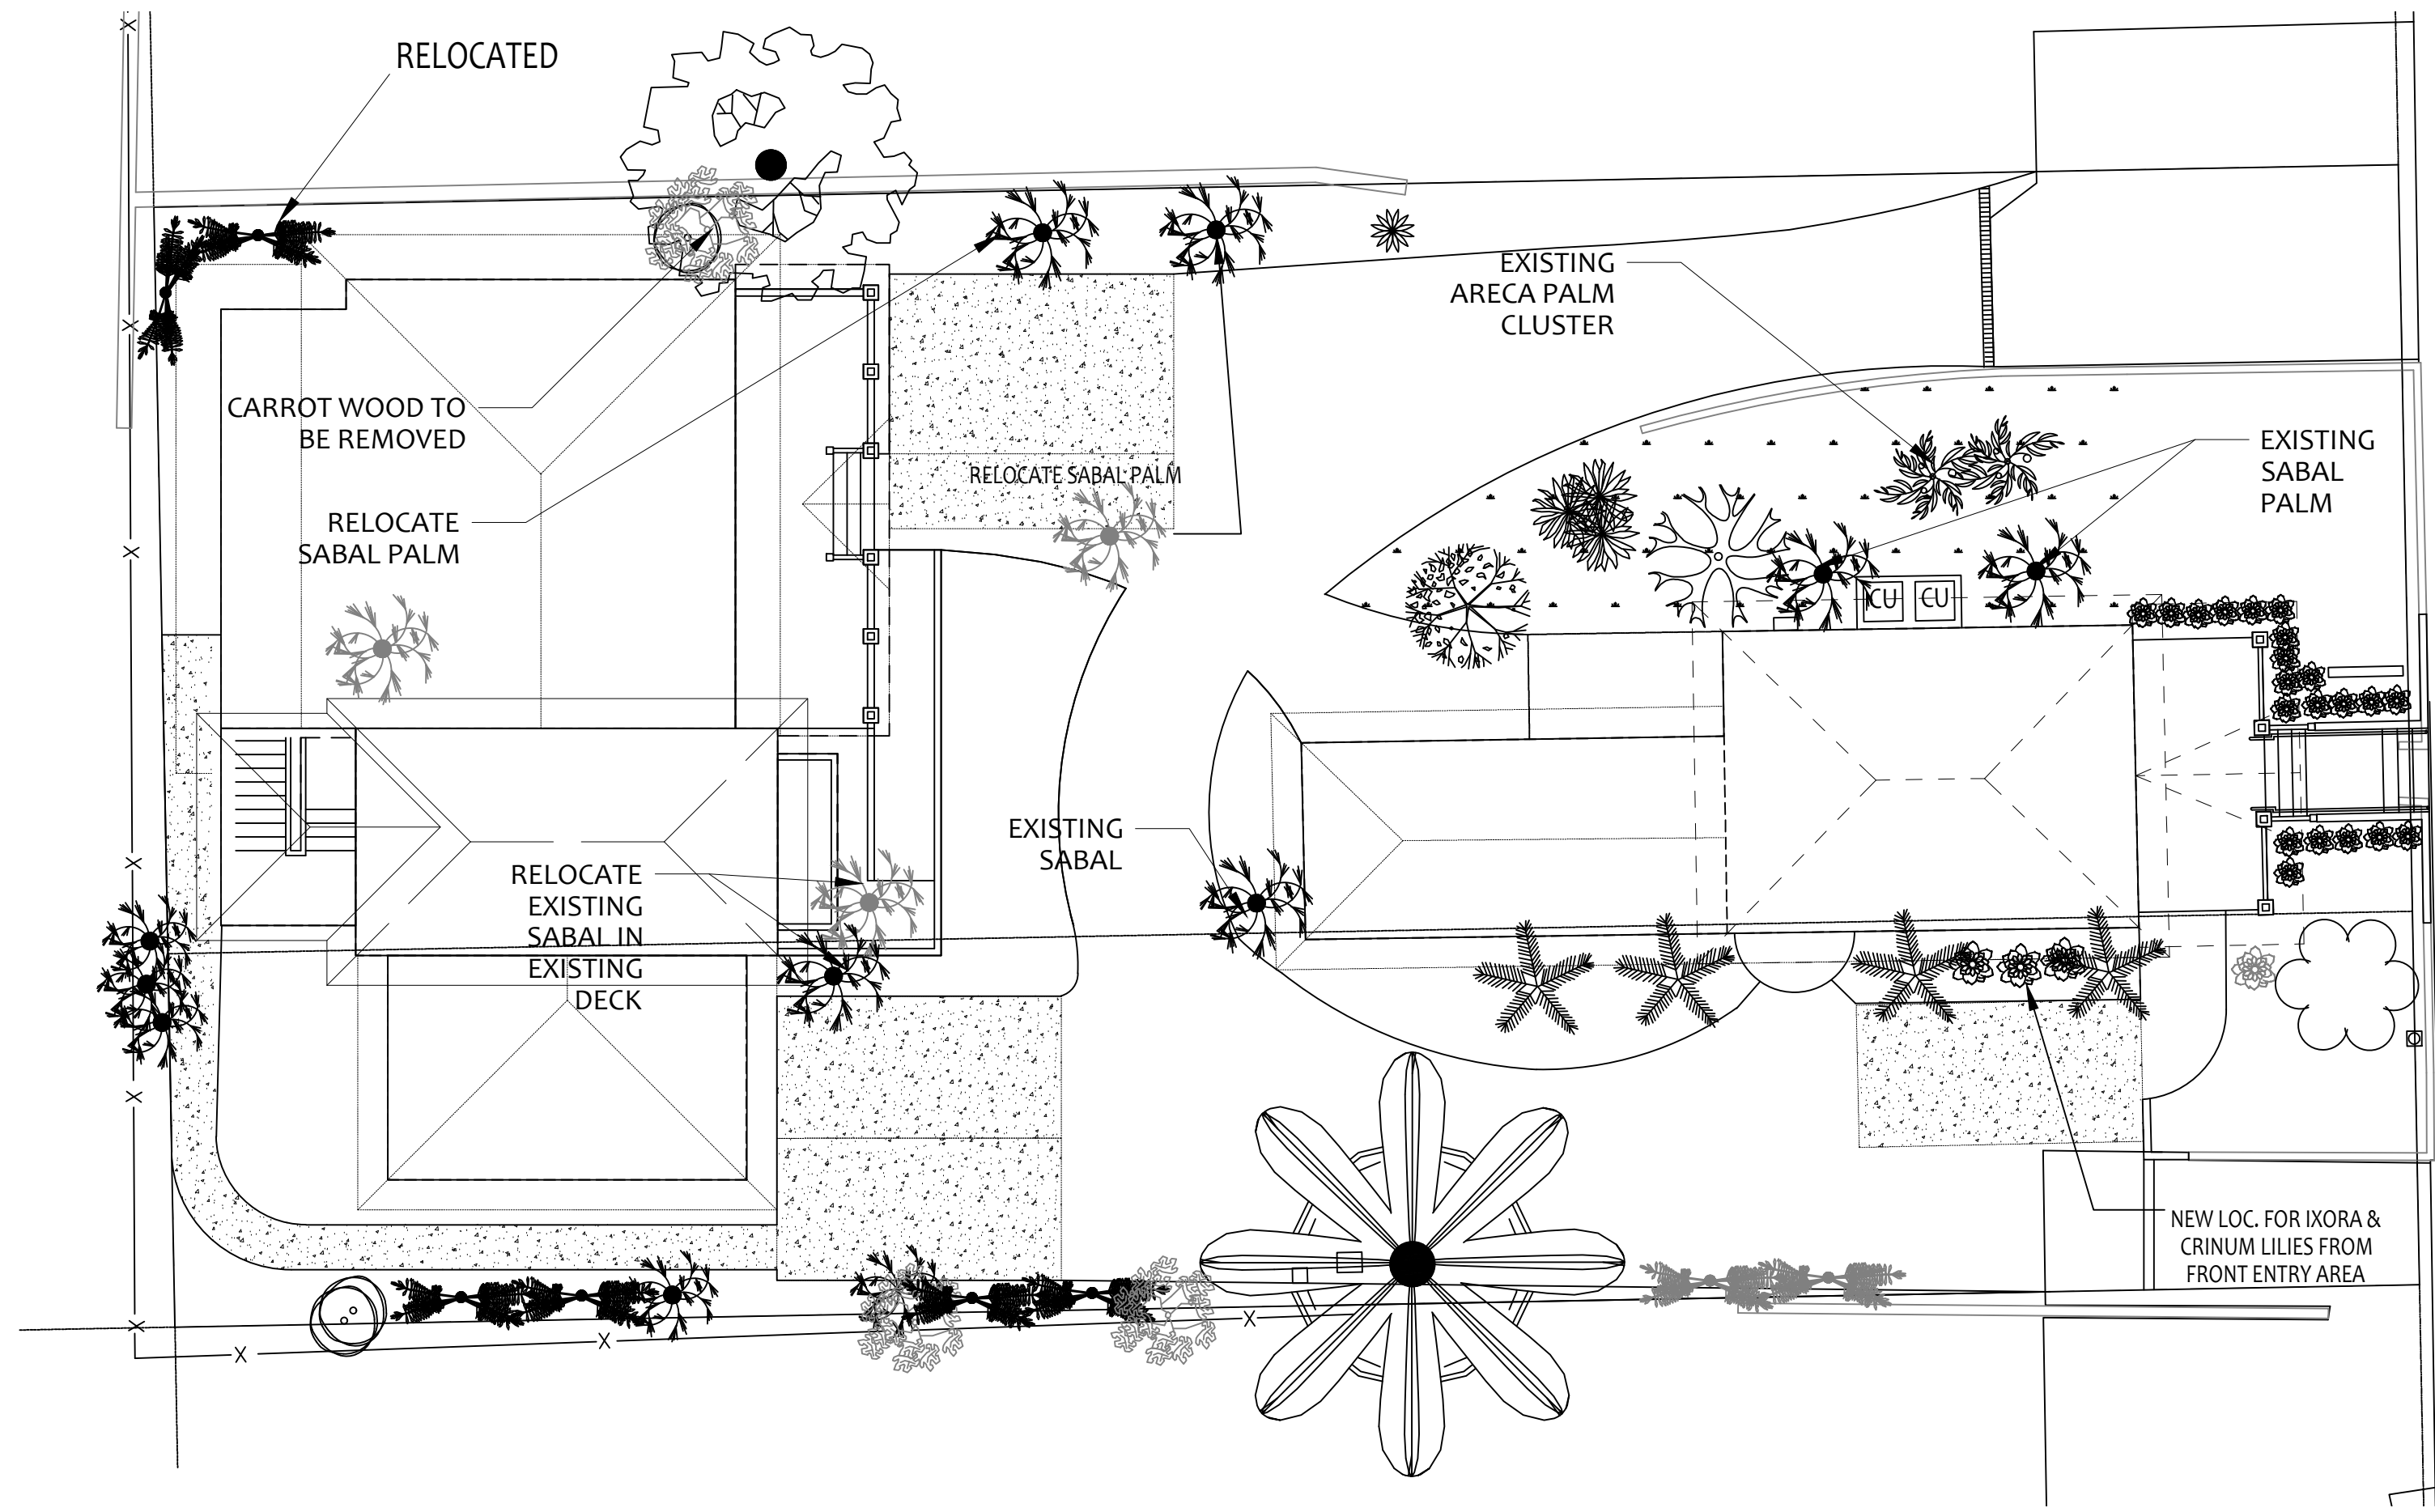 RELOCATED
EXISTING
ARECA PALM
CLUSTER
CARROT WOOD TO
BE REMOVED
EXISTING
SABAL
PALM
RELOCATE SABAL PALM
RELOCATE
SABAL PALM
CU
CU
EXISTING
SABAL
RELOCATE
EXISTING
SABAL IN
EXISTING
DECK
NEW LOC. FOR IXORA &
CRINUM LILIES FROM
FRONT ENTRY AREA
X
X
X
X
X
X
X
X
X